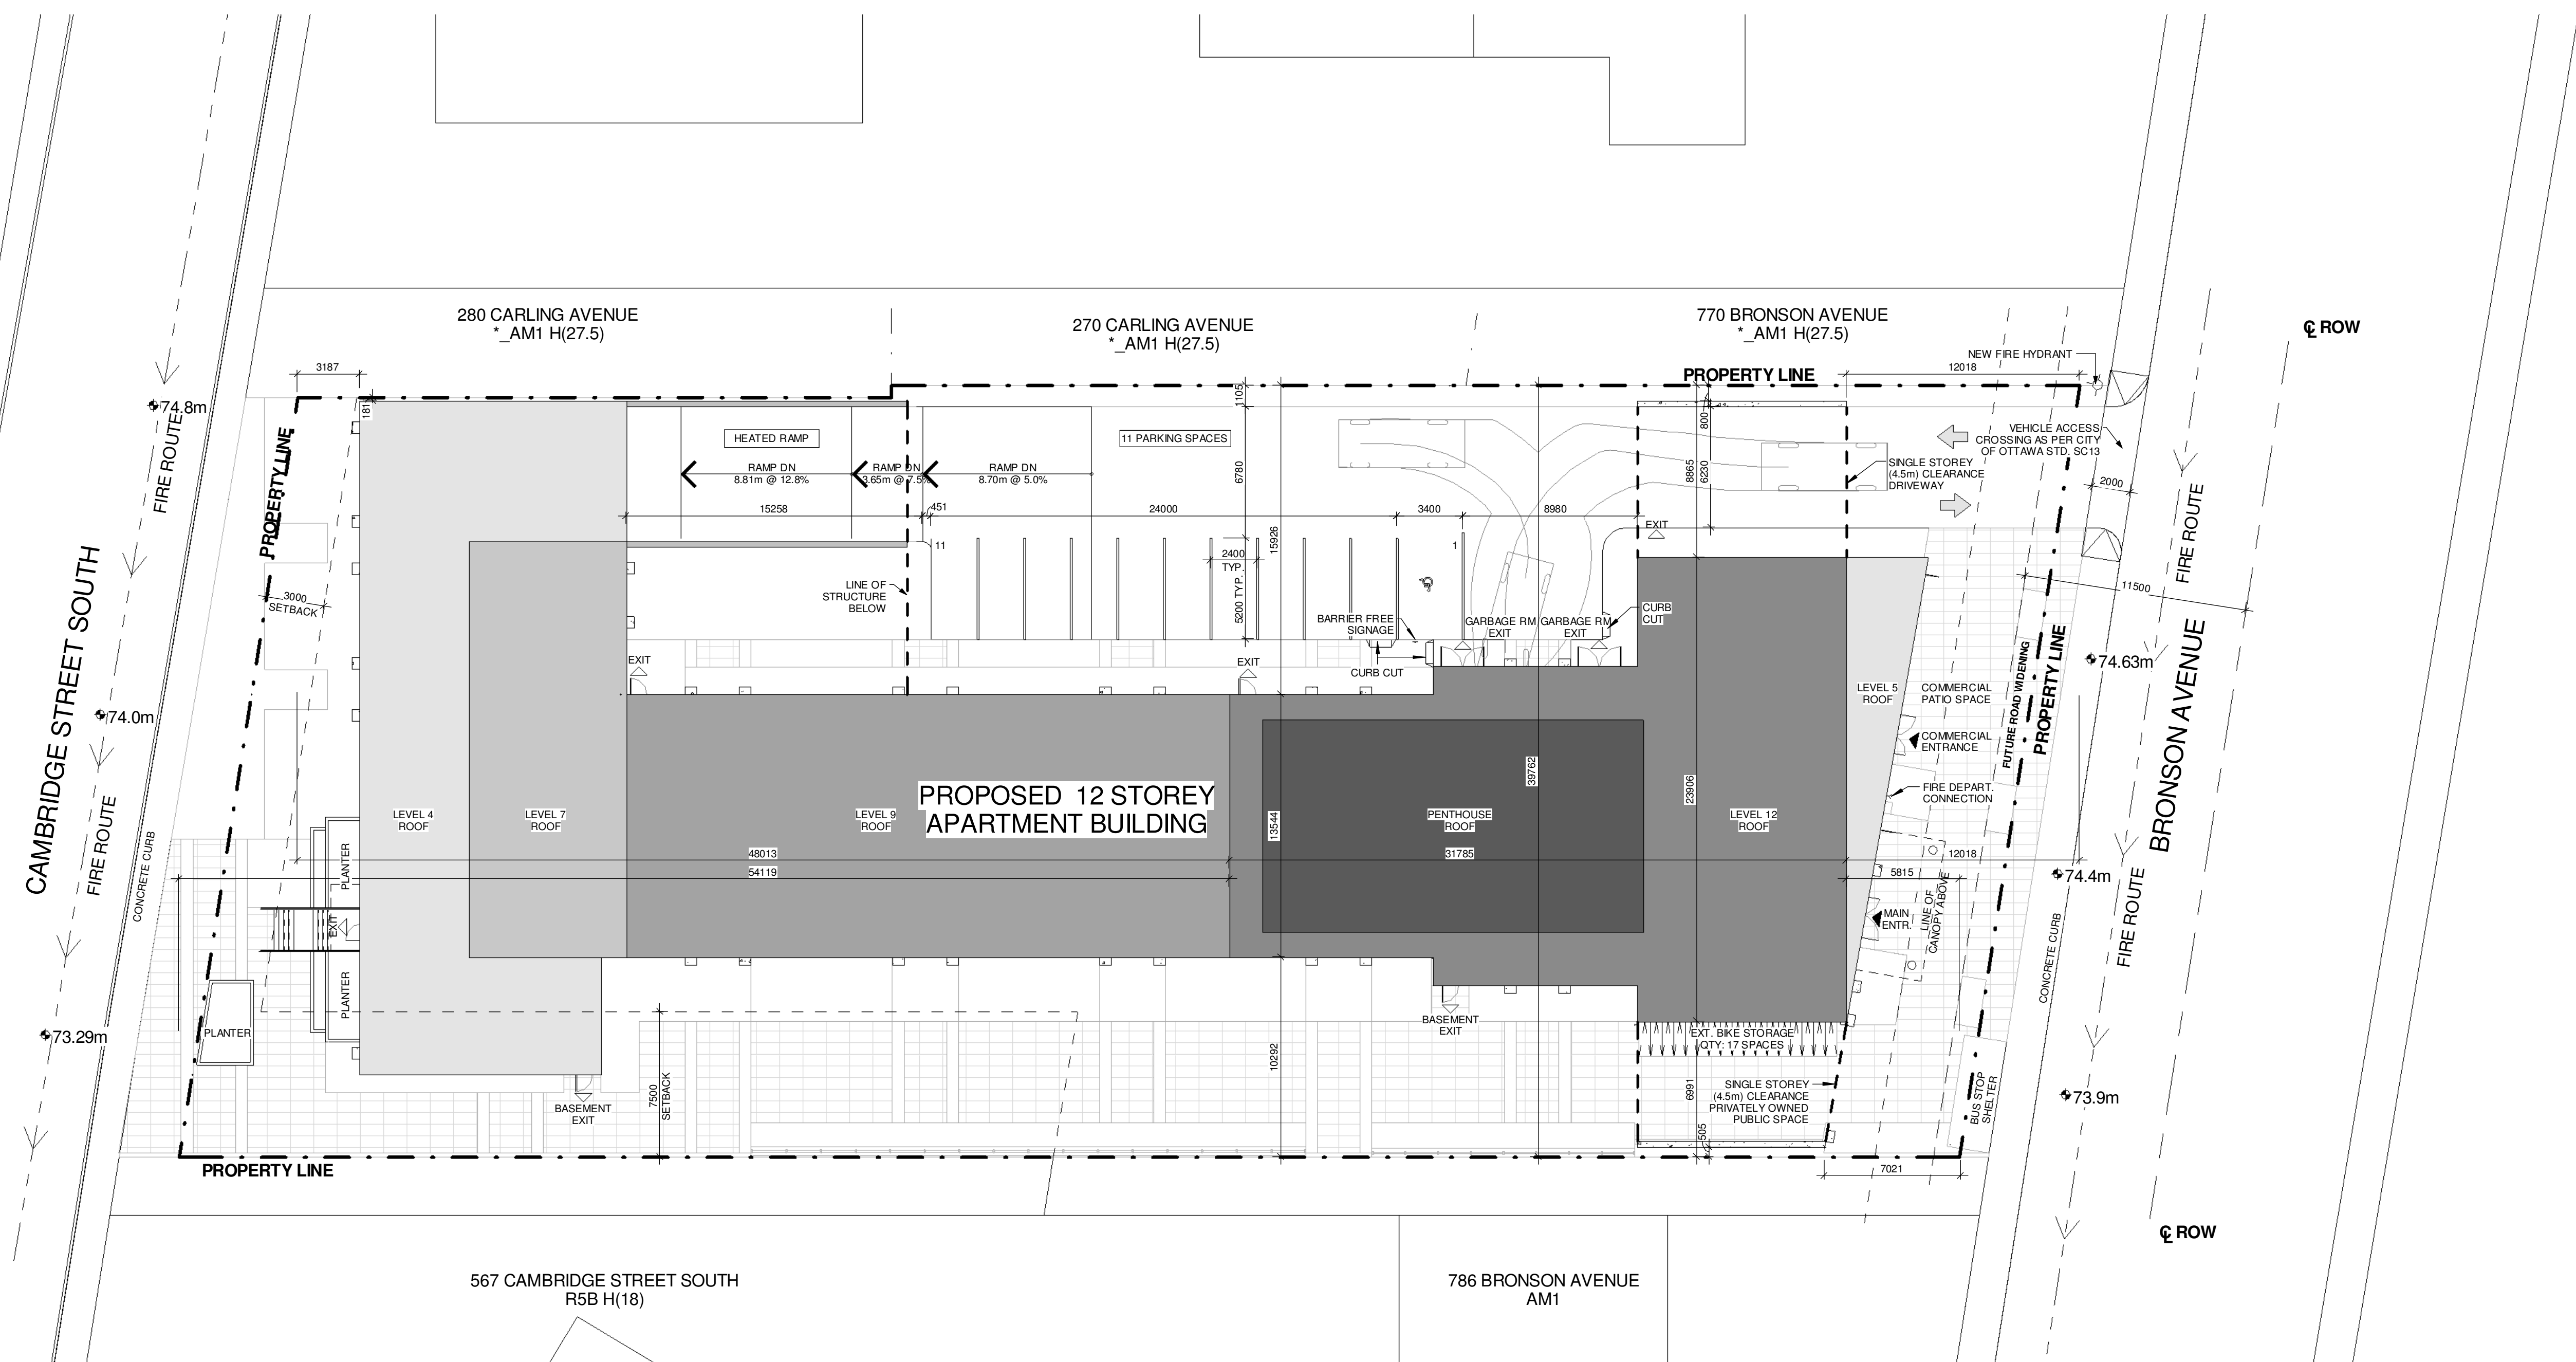 280 CARLING AVENUE
*_AM1 H(27.5)
270 CARLING AVENUE
*_AM1 H(27.5)
770 BRONSON AVENUE
*_AM1 H(27.5)
℄ ROW
NEW FIRE HYDRANT
3187
12018
PROPERTY LINE
181
1105
800
74.8m
FIRE ROUTE
PROPERTY LINE
HEATED RAMP
11 PARKING SPACES
RAMP DN
8.81m @ 12.8%
RAMP DN
3.65m @ 7.5%
RAMP DN
8.70m @ 5.0%
6780
8865
6230
VEHICLE ACCESS
CROSSING AS PER CITY
OF OTTAWA STD. SC13
SINGLE STOREY
(4.5m) CLEARANCE
DRIVEWAY
2000
FIRE ROUTE
15258
451
24000
3400
8980
EXIT
15926
11
1
2400
TYP.
5200 TYP.
11500
3000
SETBACK
LINE OF
STRUCTURE
BELOW
BARRIER FREE
SIGNAGE
GARBAGE RM
EXIT
GARBAGE RM
EXIT
CURB
CUT
CURB CUT
EXIT
EXIT
CAMBRIDGE STREET SOUTH
74.0m
FIRE ROUTE
CONCRETE CURB
LEVEL 5
ROOF
COMMERCIAL
PATIO SPACE
COMMERCIAL
ENTRANCE
FUTURE ROAD WIDENING
PROPERTY LINE
74.63m
BRONSON AVENUE
FIRE DEPART.
CONNECTION
LEVEL 4
ROOF
LEVEL 7
ROOF
LEVEL 9
ROOF
PROPOSED 12 STOREY
APARTMENT BUILDING
13544
39762
PENTHOUSE
ROOF
23906
LEVEL 12
ROOF
48013
31785
12018
54119
5815
74.4m
PLANTER
EXIT
PLANTER
PLANTER
MAIN
ENTR.
LINE OF
CANOPY ABOVE
FIRE ROUTE
CONCRETE CURB
73.29m
BASEMENT
EXIT
7500
SETBACK
10292
BASEMENT
EXIT
EXT. BIKE STORAGE
QTY: 17 SPACES
6991
SINGLE STOREY
(4.5m) CLEARANCE
PRIVATELY OWNED
PUBLIC SPACE
505
BUS STOP
SHELTER
73.9m
PROPERTY LINE
7021
℄ ROW
567 CAMBRIDGE STREET SOUTH
R5B H(18)
786 BRONSON AVENUE
AM1